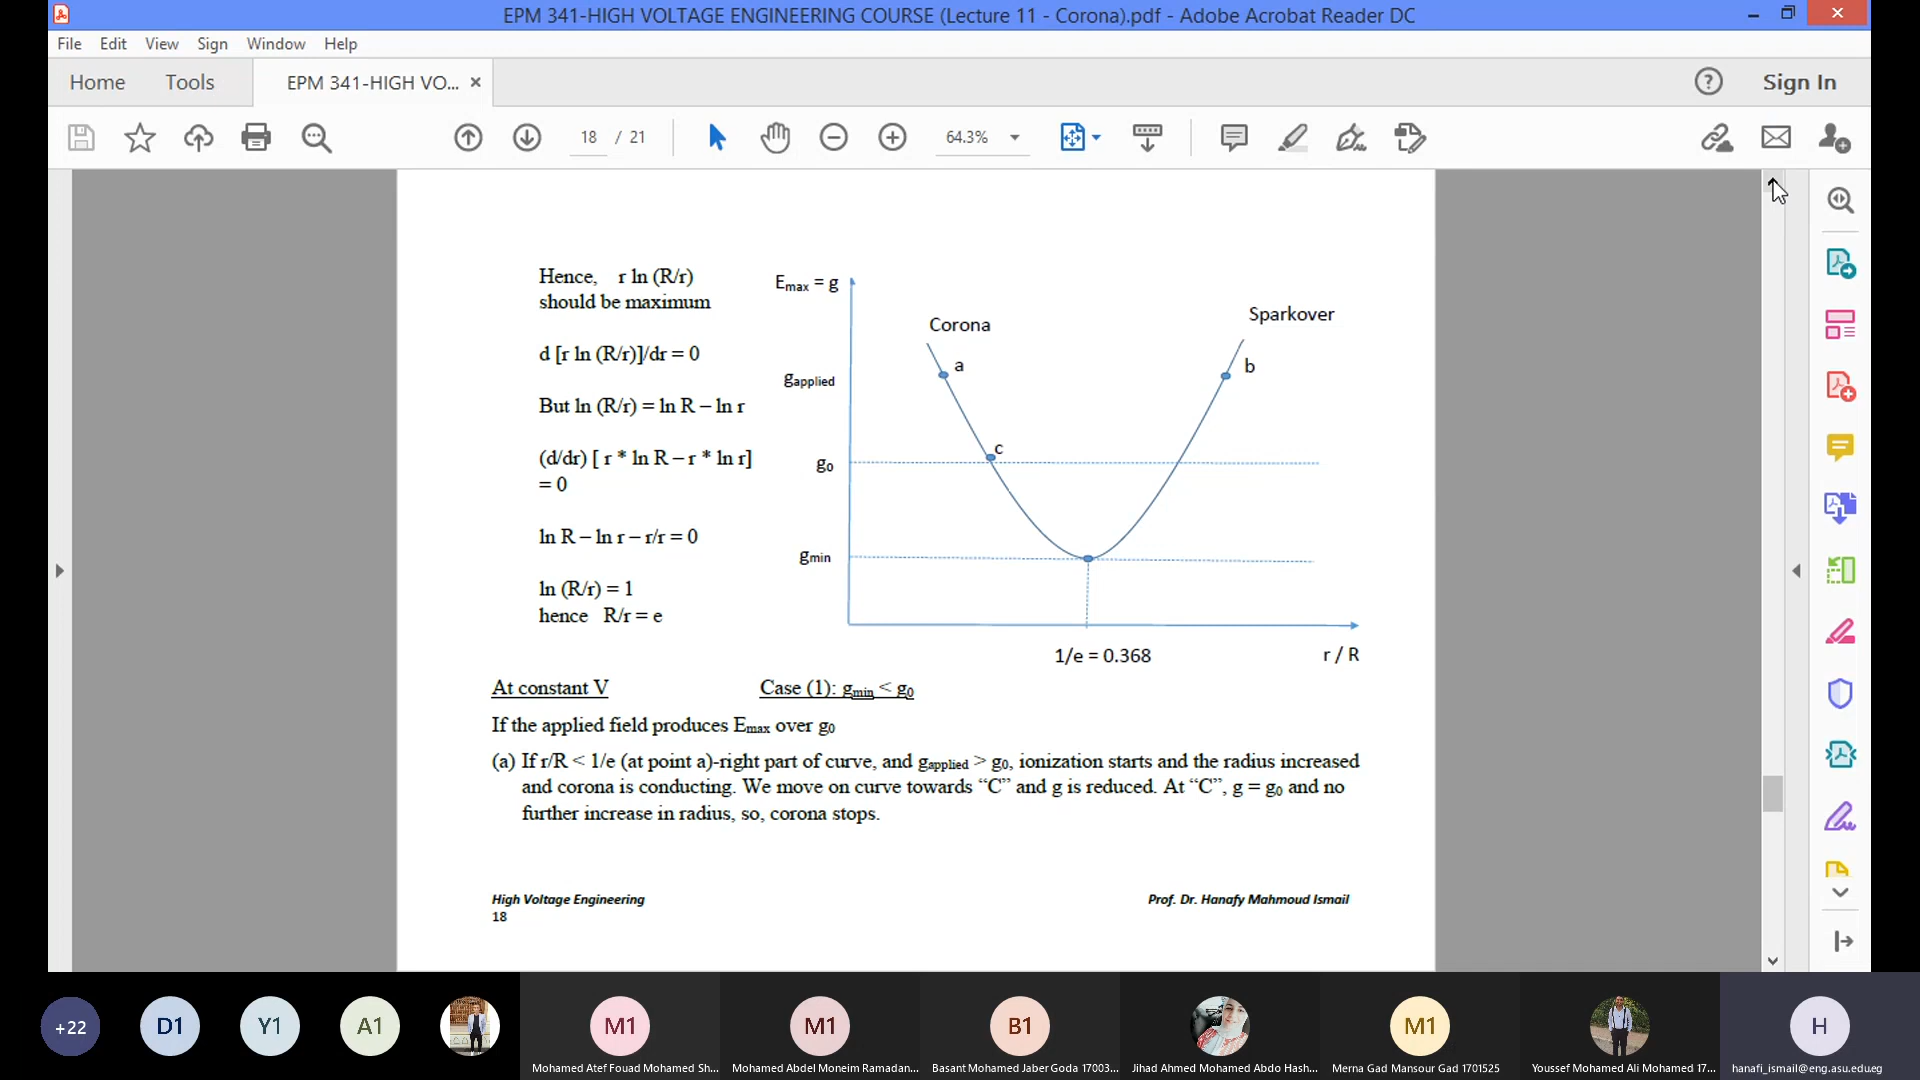 EPM 341-HIGH VOLTAGE ENGINEERING COURSE (Lecture 11 - Corona).pdf - Adobe Acrobat Reader DC
File Edit View Sign Window Help
Home Tools EPM 341-HIGH VO... × ? Sign In
18 / 21 64.3%
Hence, r ln (R/r)
should be maximum
d [r ln (R/r)]/dr = 0
But ln (R/r) = ln R – ln r
(d/dr) [ r * ln R – r * ln r]
= 0
ln R – ln r – r/r = 0
ln (R/r) = 1
hence R/r = e
Emax = g
Corona
Sparkover
a
b
gapplied
c
g0
gmin
1/e = 0.368
r / R
At constant V Case (1): gmin < g0
If the applied field produces Emax over g0
(a) If r/R < 1/e (at point a)-right part of curve, and gapplied > g0, ionization starts and the radius increased
and corona is conducting. We move on curve towards “C” and g is reduced. At “C”, g = g0 and no
further increase in radius, so, corona stops.
High Voltage Engineering Prof. Dr. Hanafy Mahmoud Ismail
18
+22 D1 Y1 A1 M1 M1 B1 M1 H
Mohamed Atef Fouad Mohamed Sh... Mohamed Abdel Moneim Ramadan... Basant Mohamed Jaber Goda 17003... Jihad Ahmed Mohamed Abdo Hash... Merna Gad Mansour Gad 1701525 Youssef Mohamed Ali Mohamed 17... hanafi_ismail@eng.asu.edu.eg